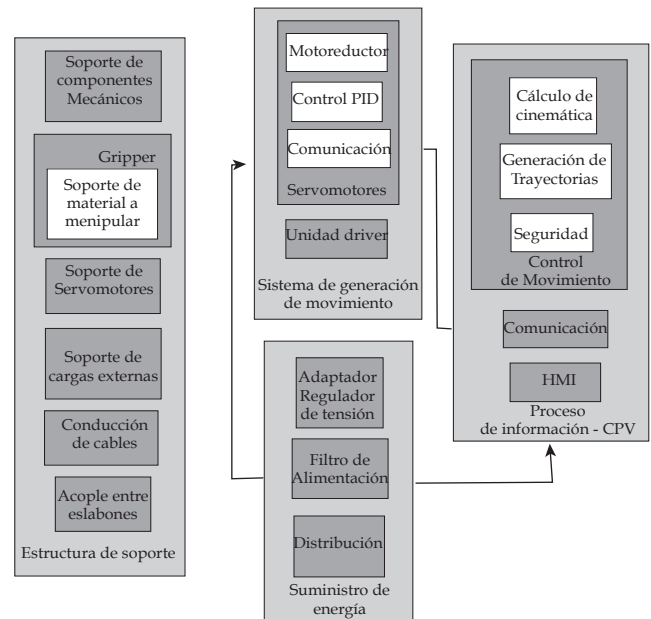 Soporte de
componentes
Mecánicos
Gripper
Soporte de
material a
menipular
Soporte de
Servomotores
Soporte de
cargas externas
Conducción
de cables
Acople entre
eslabones
Estructura de soporte
Motoreductor
Control PID
Comunicación
Servomotores
Unidad driver
Sistema de generación
de movimiento
Adaptador
Regulador
de tensión
Filtro de
Alimentación
Distribución
Suministro de
energía
Cálculo de
cinemática
Generación de
Trayectorias
Seguridad
Control
de Movimiento
Comunicación
HMI
Proceso
de información - CPV